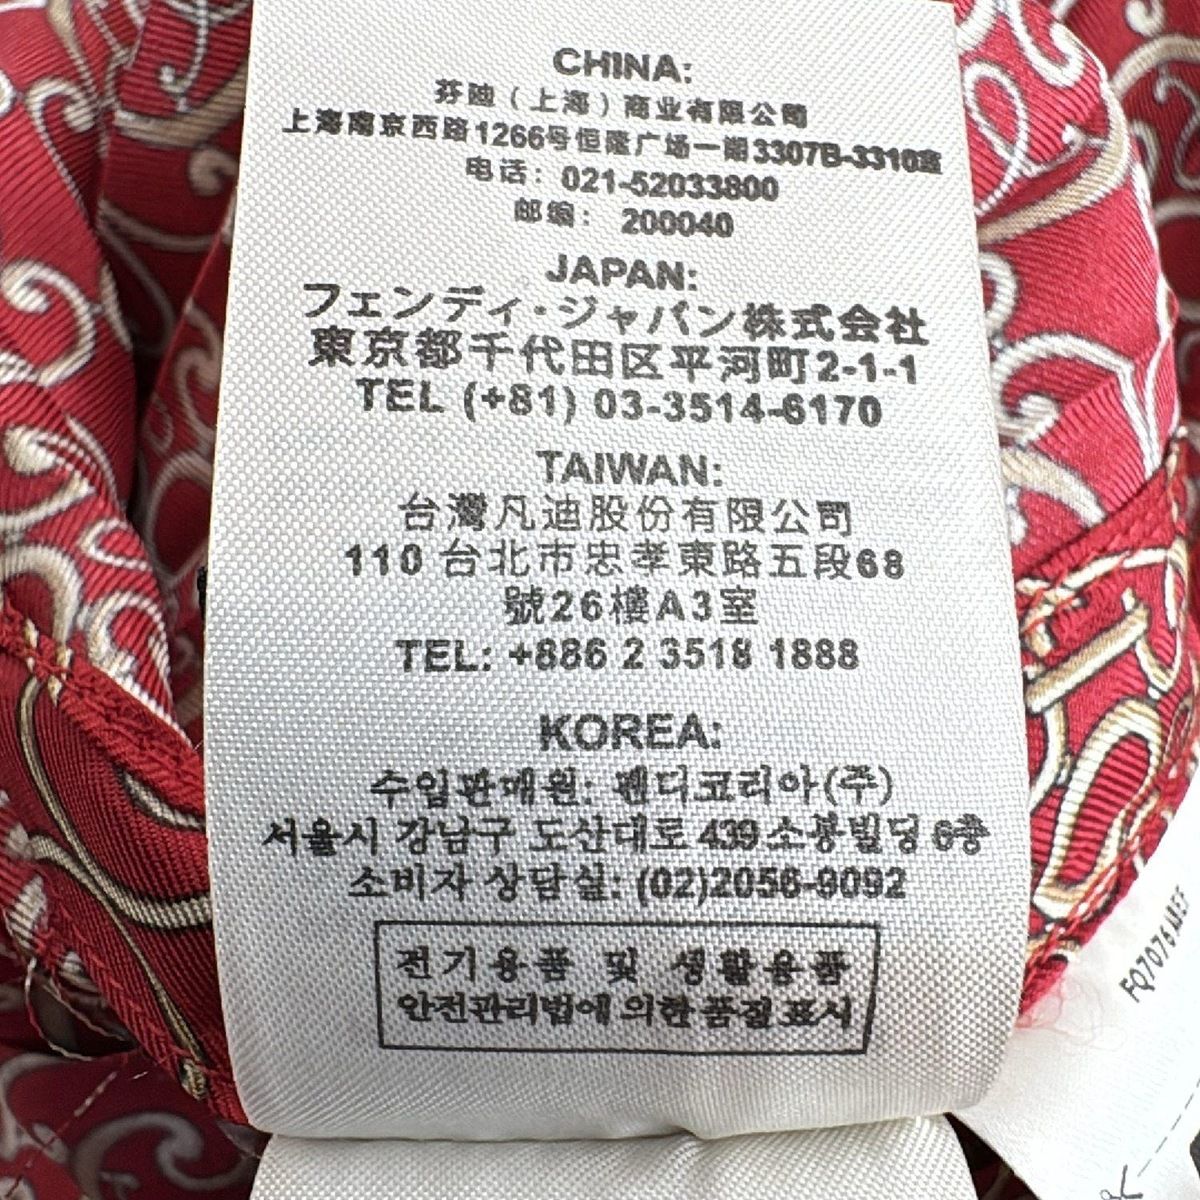 CHINA:
芬迪（上海）商业有限公司
上海南京西路1266号恒隆广场一期3307B-3310室
电话：021-52033800
邮编：200040
JAPAN:
フェンディ・ジャパン株式会社
東京都千代田区平河町2-1-1
TEL (+81) 03-3514-6170
TAIWAN:
台灣凡迪股份有限公司
110 台北市忠孝東路五段68
號26樓A3室
TEL: +886 2 3518 1888
KOREA:
수입판매원: 펜디코리아(주)
서울시 강남구 도산대로 439 소봉빌딩 6층
소비자 상담실: (02)2056-9092
전기용품 및 생활용품
안전관리법에 의한 품질표시